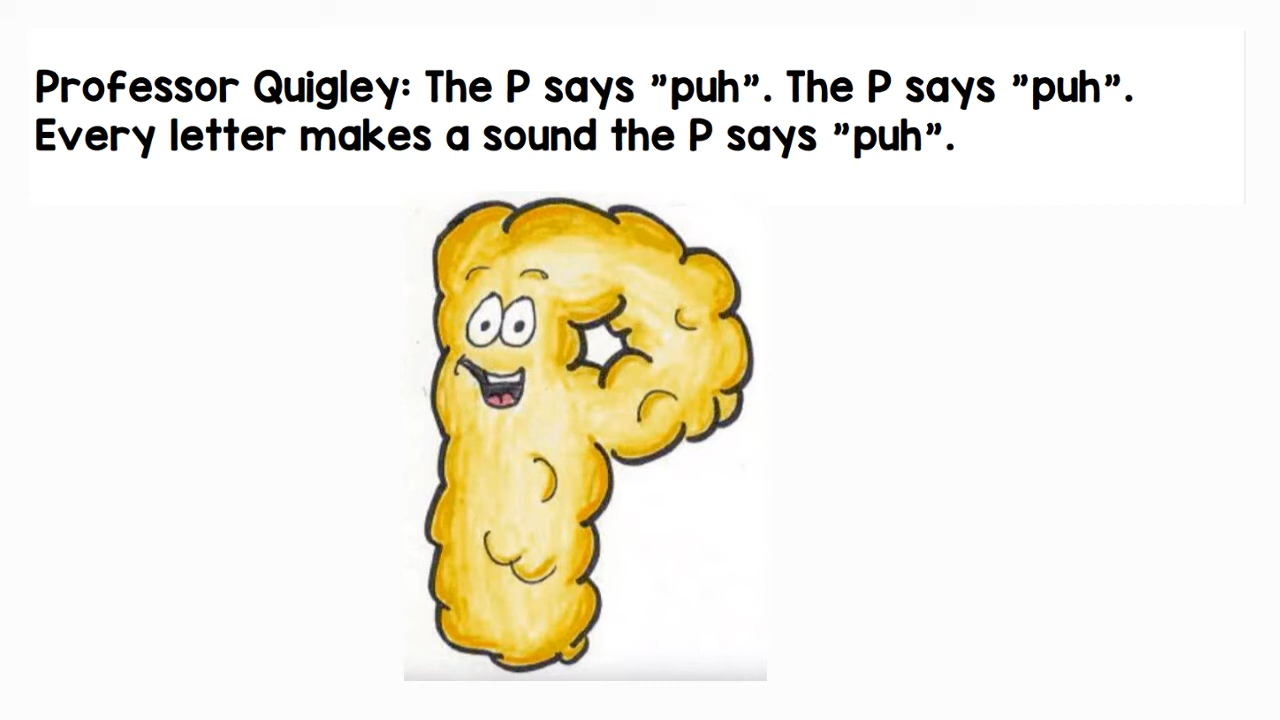 Professor Quigley: The P says ”puh”. The P says ”puh”.
Every letter makes a sound the P says ”puh”.
P